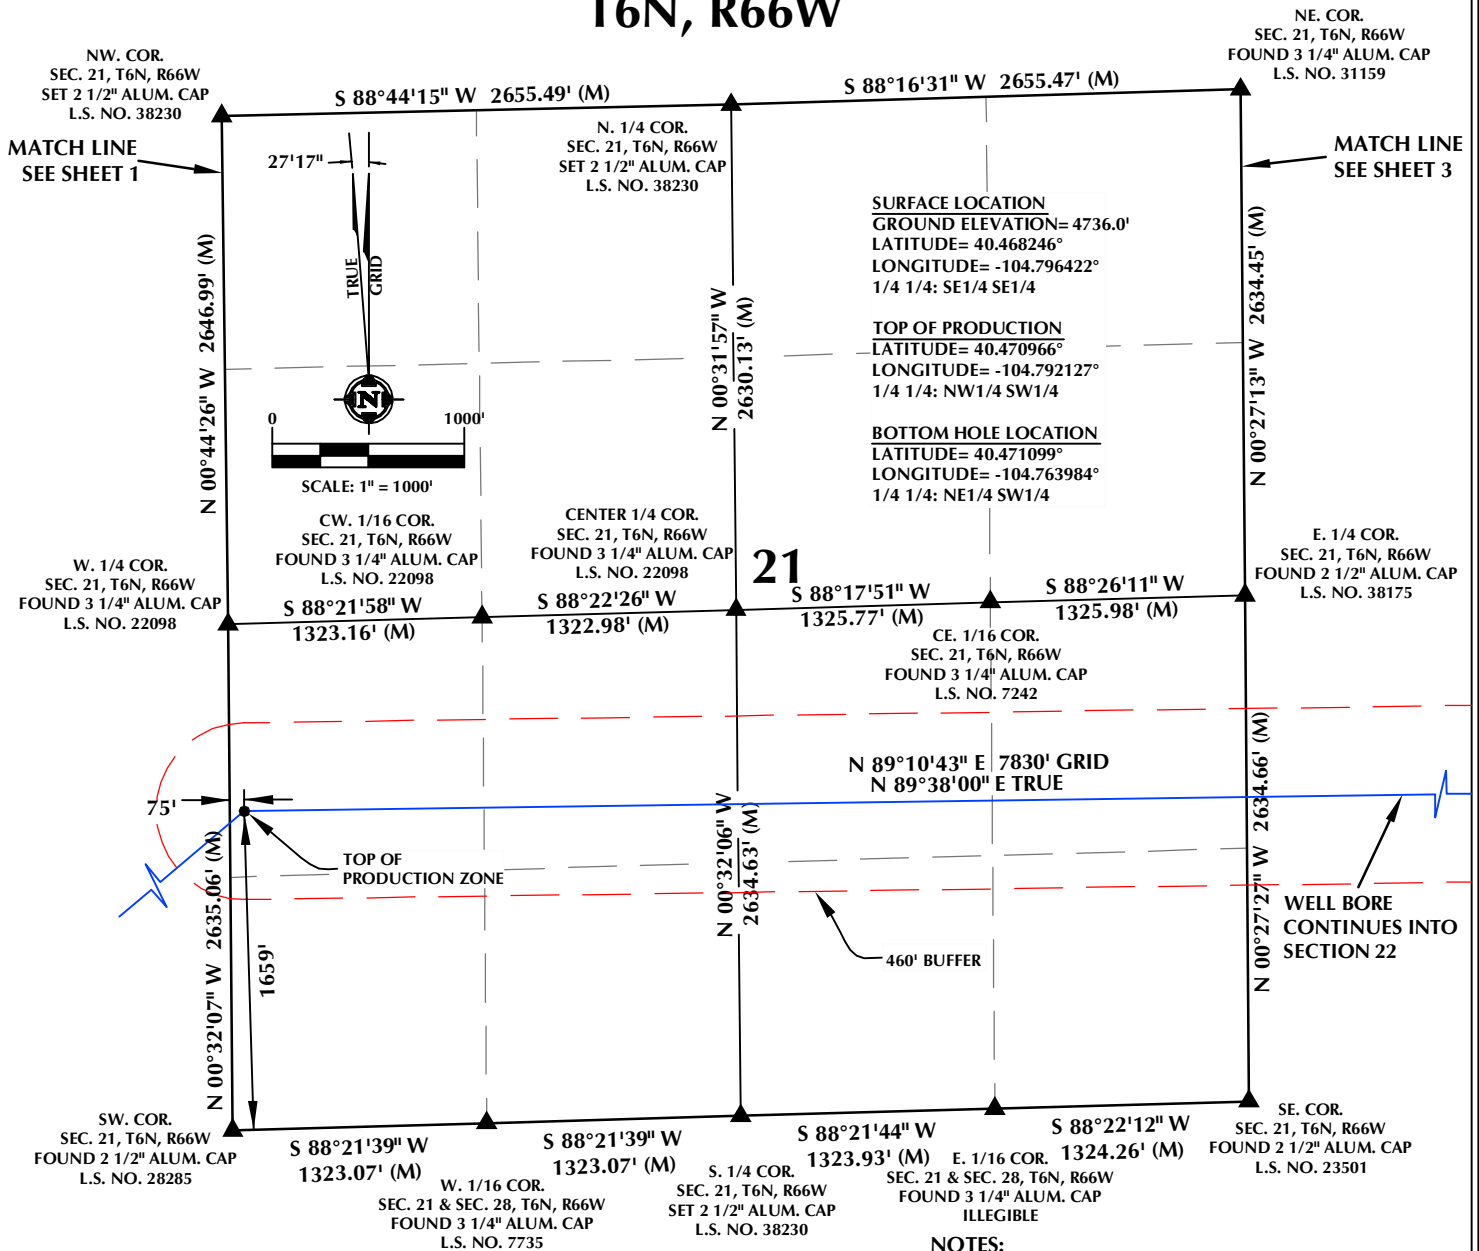 T6N, R66W
NE. COR.
SEC. 21, T6N, R66W
FOUND 3 1/4" ALUM. CAP
L.S. NO. 31159
NW. COR.
SEC. 21, T6N, R66W
SET 2 1/2" ALUM. CAP
L.S. NO. 38230
S 88°44'15" W 2655.49' (M)
S 88°16'31" W 2655.47' (M)
MATCH LINE
SEE SHEET 1
27'17"
N. 1/4 COR.
SEC. 21, T6N, R66W
SET 2 1/2" ALUM. CAP
L.S. NO. 38230
MATCH LINE
SEE SHEET 3
TRUE
GRID
N
0 1000'
SCALE: 1" = 1000'
SURFACE LOCATION
GROUND ELEVATION= 4736.0'
LATITUDE= 40.468246°
LONGITUDE= -104.796422°
1/4 1/4: SE1/4 SE1/4
TOP OF PRODUCTION
LATITUDE= 40.470966°
LONGITUDE= -104.792127°
1/4 1/4: NW1/4 SW1/4
BOTTOM HOLE LOCATION
LATITUDE= 40.471099°
LONGITUDE= -104.763984°
1/4 1/4: NE1/4 SW1/4
N 00°44'26" W 2646.99' (M)
N 00°31'57" W
2630.13' (M)
N 00°27'13" W 2634.45' (M)
W. 1/4 COR.
SEC. 21, T6N, R66W
FOUND 3 1/4" ALUM. CAP
L.S. NO. 22098
CW. 1/16 COR.
SEC. 21, T6N, R66W
FOUND 3 1/4" ALUM. CAP
L.S. NO. 22098
CENTER 1/4 COR.
SEC. 21, T6N, R66W
FOUND 3 1/4" ALUM. CAP
L.S. NO. 22098
21
E. 1/4 COR.
SEC. 21, T6N, R66W
FOUND 2 1/2" ALUM. CAP
L.S. NO. 38175
S 88°21'58" W
1323.16' (M)
S 88°22'26" W
1322.98' (M)
S 88°17'51" W
1325.77' (M)
S 88°26'11" W
1325.98' (M)
CE. 1/16 COR.
SEC. 21, T6N, R66W
FOUND 3 1/4" ALUM. CAP
L.S. NO. 7242
N 89°10'43" E 7830' GRID
N 89°38'00" E TRUE
75'
TOP OF
PRODUCTION ZONE
1659'
N 00°32'07" W 2635.06' (M)
N 00°32'06" W
2634.63' (M)
N 00°27'27" W 2634.66' (M)
460' BUFFER
WELL BORE
CONTINUES INTO
SECTION 22
SW. COR.
SEC. 21, T6N, R66W
FOUND 2 1/2" ALUM. CAP
L.S. NO. 28285
S 88°21'39" W
1323.07' (M)
W. 1/16 COR.
SEC. 21 & SEC. 28, T6N, R66W
FOUND 3 1/4" ALUM. CAP
L.S. NO. 7735
S 88°21'39" W
1323.07' (M)
S. 1/4 COR.
SEC. 21, T6N, R66W
SET 2 1/2" ALUM. CAP
L.S. NO. 38230
S 88°21'44" W
1323.93' (M)
E. 1/16 COR.
SEC. 21 & SEC. 28, T6N, R66W
FOUND 3 1/4" ALUM. CAP
ILLEGIBLE
S 88°22'12" W
1324.26' (M)
SE. COR.
SEC. 21, T6N, R66W
FOUND 2 1/2" ALUM. CAP
L.S. NO. 23501
NOTES: